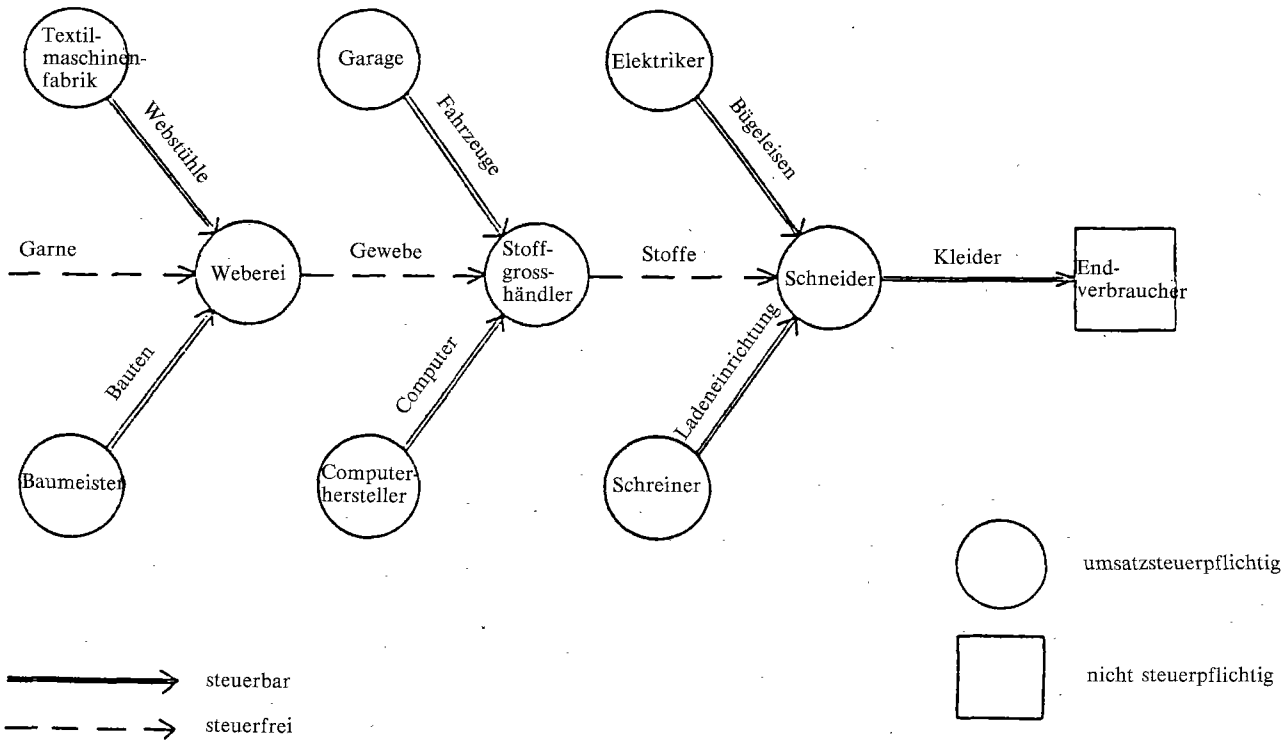 Textil-
maschinen-
fabrik
Garage
Elektriker
Webstühle
Fahrzeuge
Bügeleisen
Garne
Weberei
Gewebe
Stoff-
gross-
händler
Stoffe
Schneider
Kleider
End-
verbraucher
Bauten
Computer
Ladeneinrichtung
Baumeister
Computer-
hersteller
Schreiner
umsatzsteuerpflichtig
nicht steuerpflichtig
steuerbar
steuerfrei